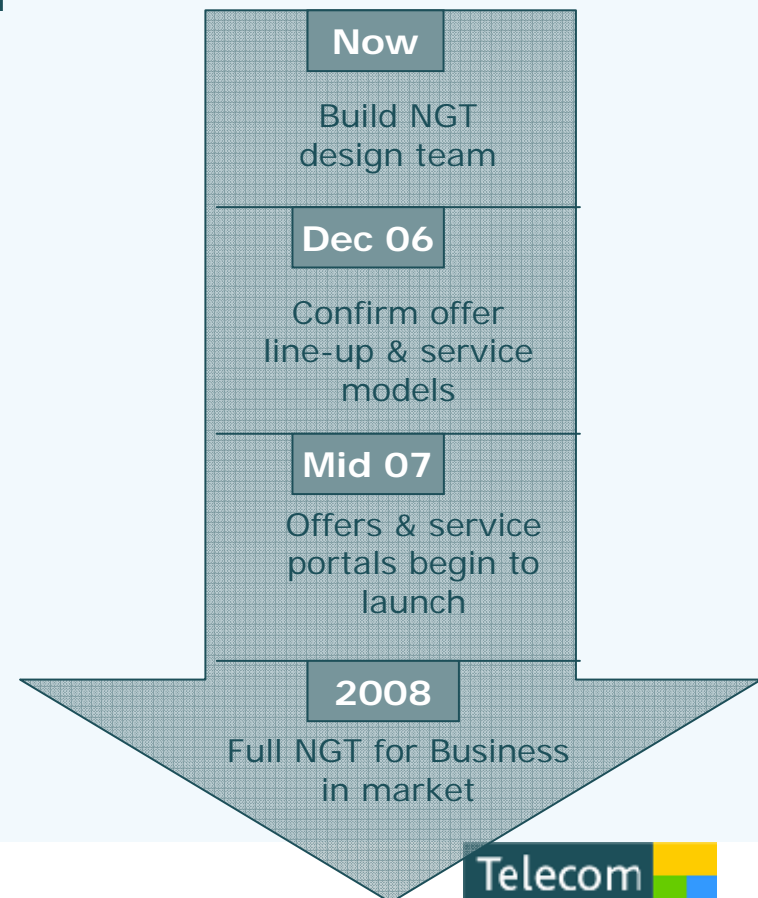 Now
Build NGT
design team
Dec 06
Confirm offer
line-up & service
models
Mid 07
Offers & service
portals begin to
launch
2008
Full NGT for Business
in market
Telecom